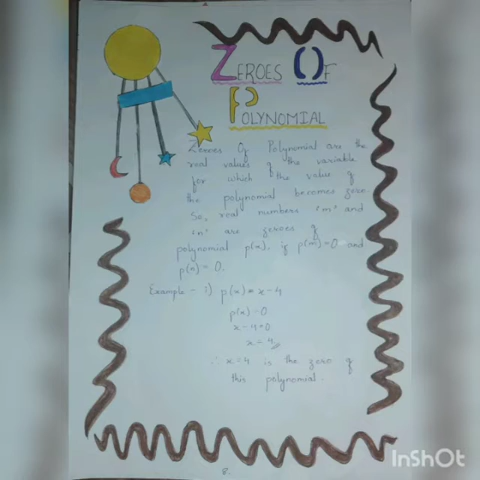 ZEROES OF
POLYNOMIAL
Zeroes Of Polynomial are the
real values of the variable
for which the value of
the polynomial becomes zero
So, real numbers 'm' and
'n' are zeroes of
polynomial p(x), if p(m)=0 and
p(n)=0.
Example - 1) p(x) = x-4
p(x)=0
x-4=0
x=4
∴ x=4 is the zero of
this polynomial.
8.
InShOt